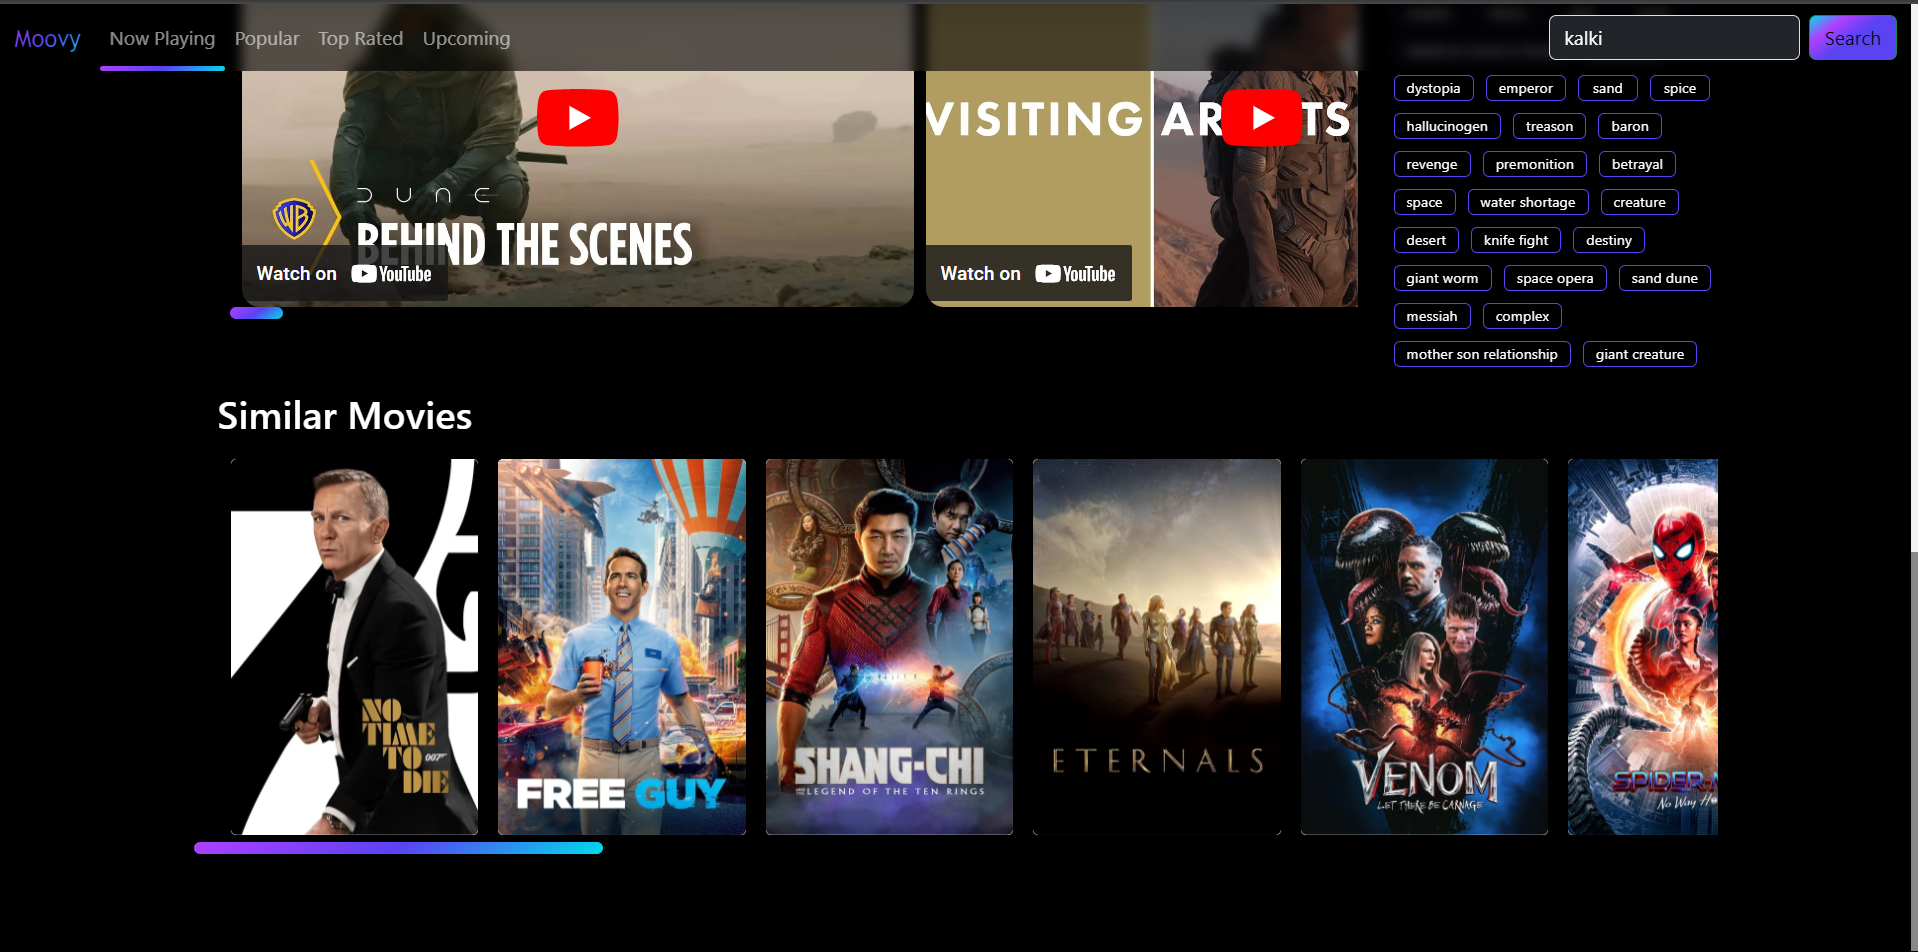 Moovy Now Playing Popular Top Rated Upcoming kalki Search
DUNE
BEHIND THE SCENES
Watch on YouTube
VISITING AR TS
Watch on YouTube
dystopia emperor sand spice
hallucinogen treason baron
revenge premonition betrayal
space water shortage creature
desert knife fight destiny
giant worm space opera sand dune
messiah complex
mother son relationship giant creature
Similar Movies
NO
TIME
TO 007
DIE
FREE GUY
SHANG-CHI
AND THE LEGEND OF THE TEN RINGS
ETERNALS
VENOM
LET THERE BE CARNAGE
SPIDER-
No Way